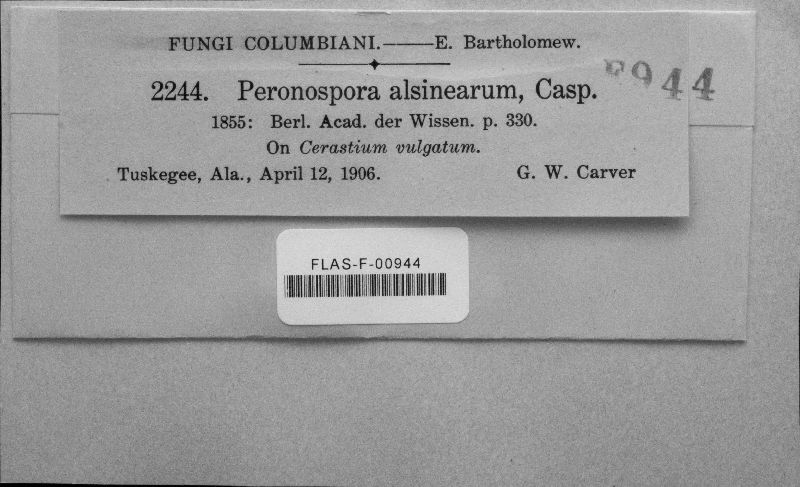 FUNGI COLUMBIANI.——E. Bartholomew.
F944
2244. Peronospora alsinearum, Casp.
1855: Berl. Acad. der Wissen. p. 330.
On Cerastium vulgatum.
Tuskegee, Ala., April 12, 1906. G. W. Carver
FLAS-F-00944